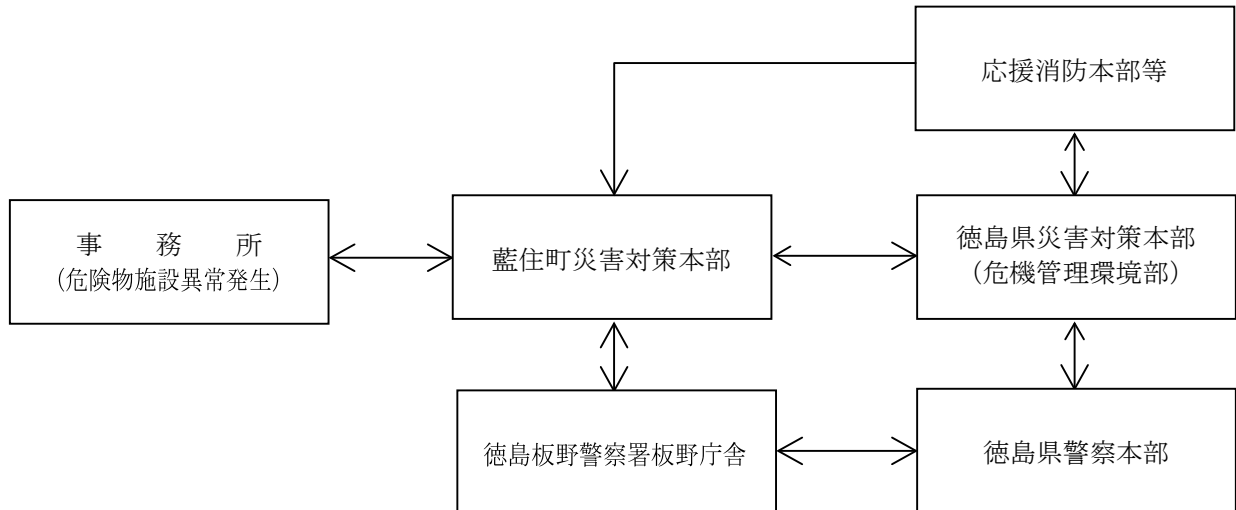 応援消防本部等
事　務　所
(危険物施設異常発生)
藍住町災害対策本部
徳島県災害対策本部
(危機管理環境部)
徳島板野警察署板野庁舎
徳島県警察本部